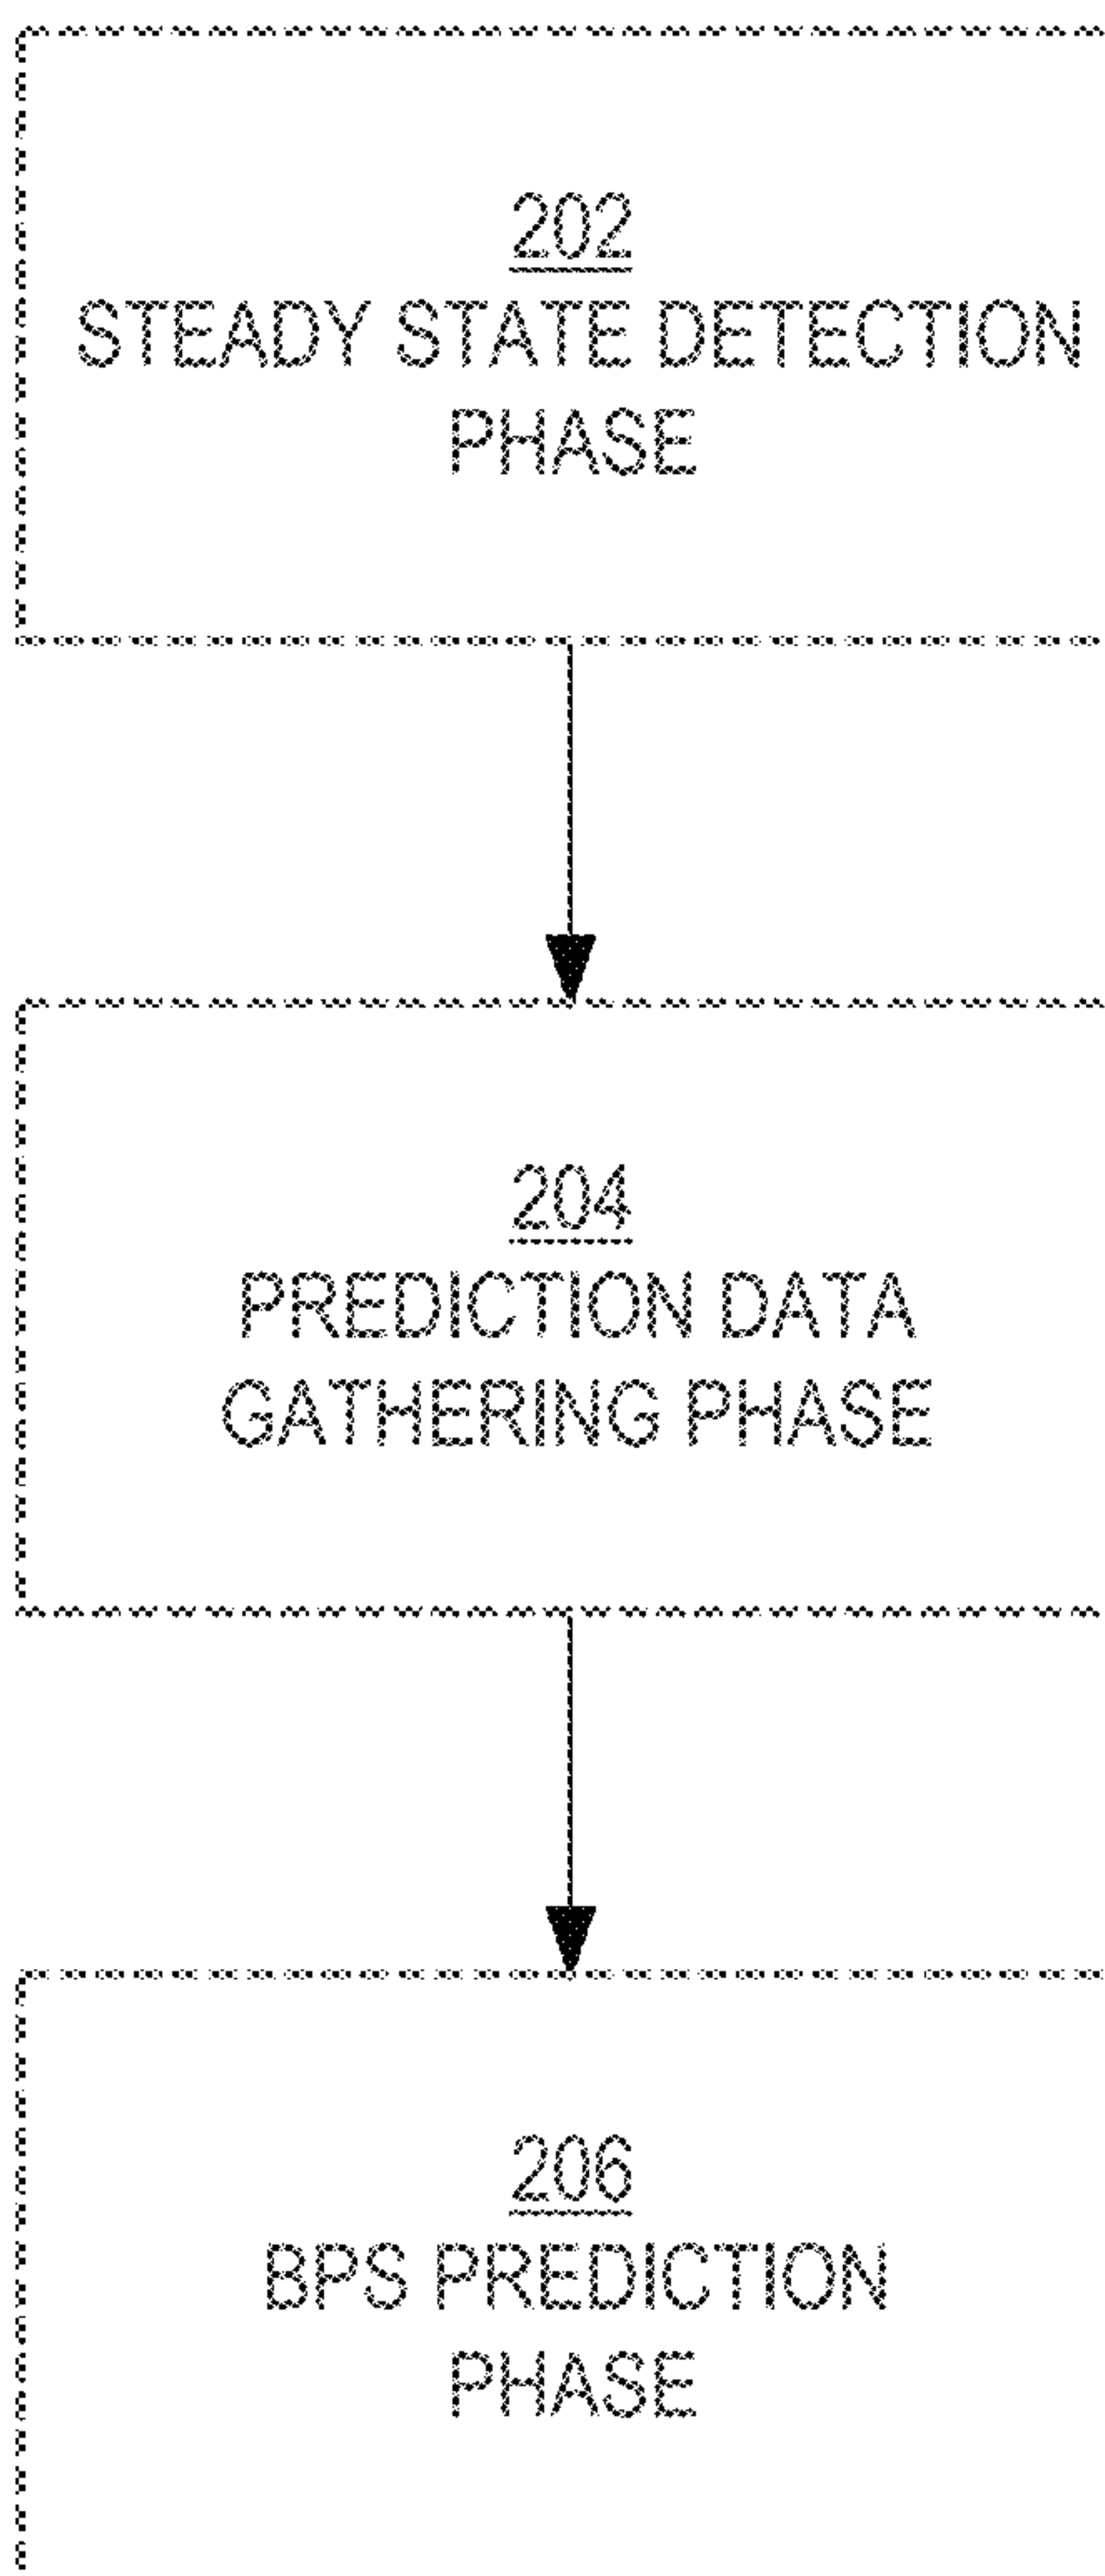 202
STEADY STATE DETECTION
PHASE
204
PREDICTION DATA
GATHERING PHASE
206
BPS PREDICTION
PHASE